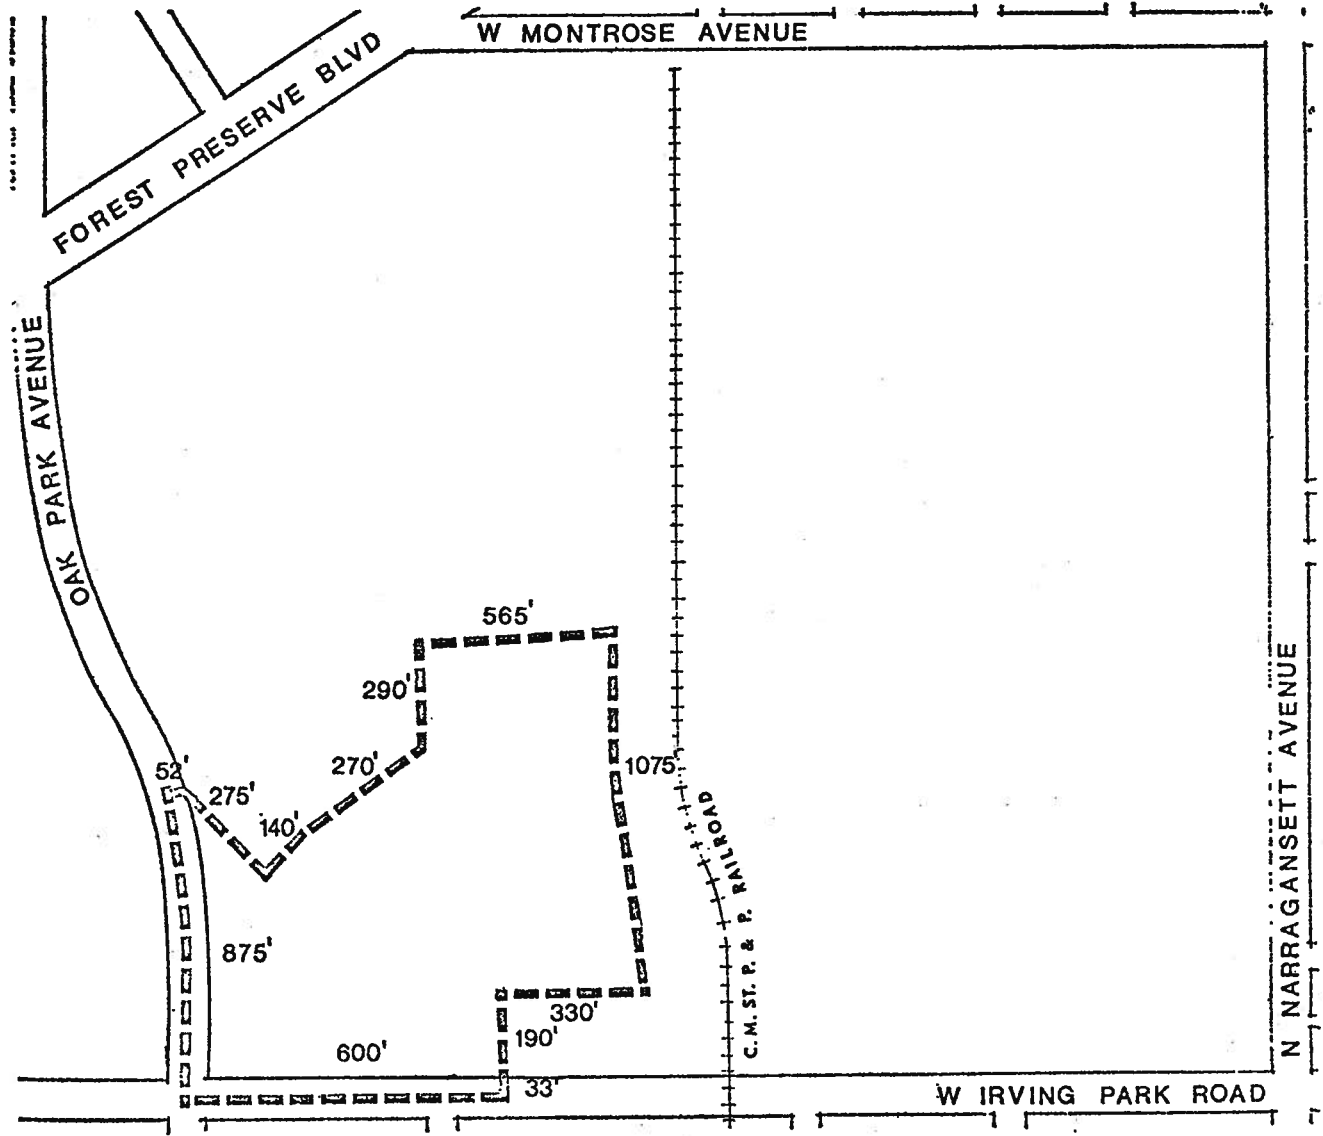 W MONTROSE AVENUE
FOREST PRESERVE BLVD
OAK PARK AVENUE
565'
290'
270'
1075'
52'
275'
140'
C.M. ST. P. & P. RAILROAD
N NARRAGANSETT AVENUE
875'
330'
190'
600'
33'
W IRVING PARK ROAD